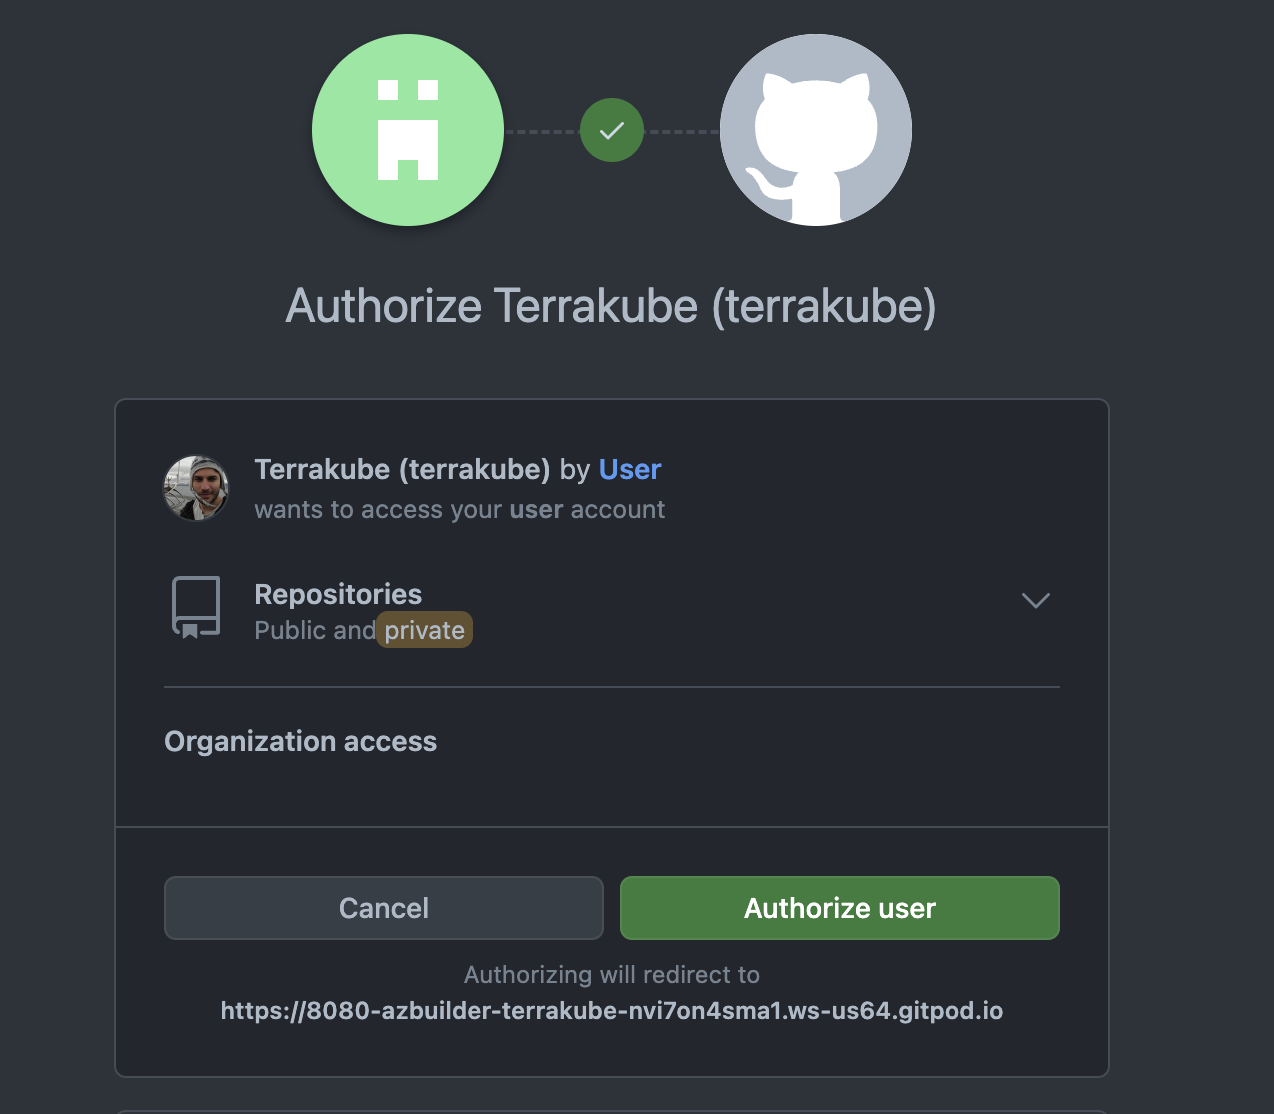 Authorize Terrakube (terrakube)
Terrakube (terrakube) by User
wants to access your user account
Repositories
Public and private
Organization access
Cancel
Authorize user
Authorizing will redirect to
https://8080-azbuilder-terrakube-nvi7on4sma1.ws-us64.gitpod.io